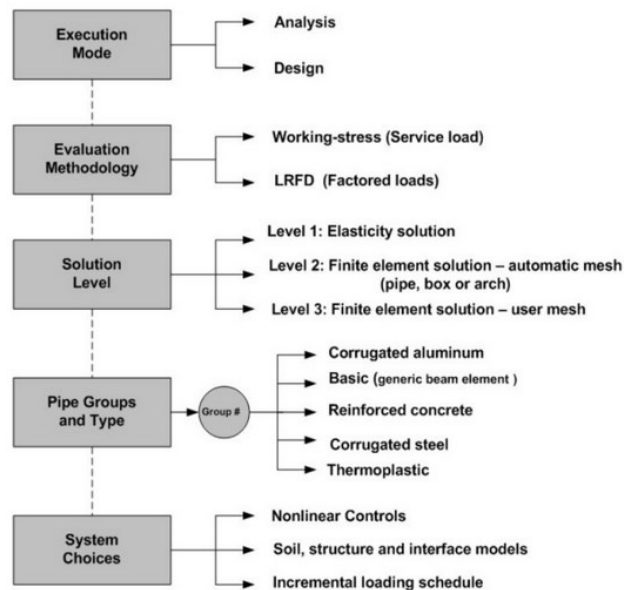 Execution
Mode
Analysis
Design
Evaluation
Methodology
Working-stress (Service load)
LRFD (Factored loads)
Solution
Level
Level 1: Elasticity solution
Level 2: Finite element solution – automatic mesh
(pipe, box or arch)
Level 3: Finite element solution – user mesh
Pipe Groups
and Type
Group #
Corrugated aluminum
Basic (generic beam element )
Reinforced concrete
Corrugated steel
Thermoplastic
System
Choices
Nonlinear Controls
Soil, structure and interface models
Incremental loading schedule